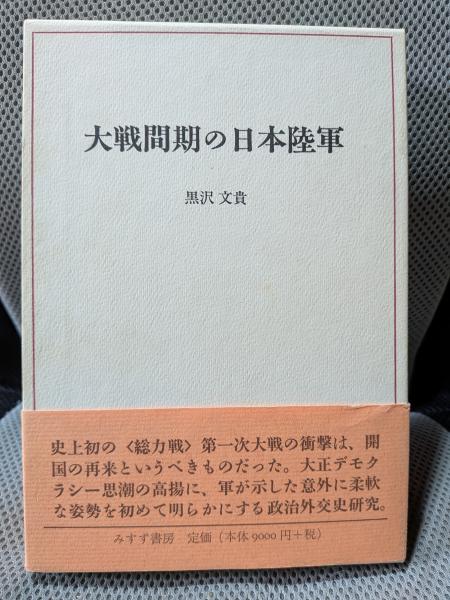 大戦間期の日本陸軍
黒沢 文貴
史上初の〈総力戦〉第一次大戦の衝撃は、開
国の再来というべきものだった。大正デモク
ラシー思潮の高揚に、軍が示した意外に柔軟
な姿勢を初めて明らかにする政治外交史研究。
みすず書房　定価（本体9000円+税）